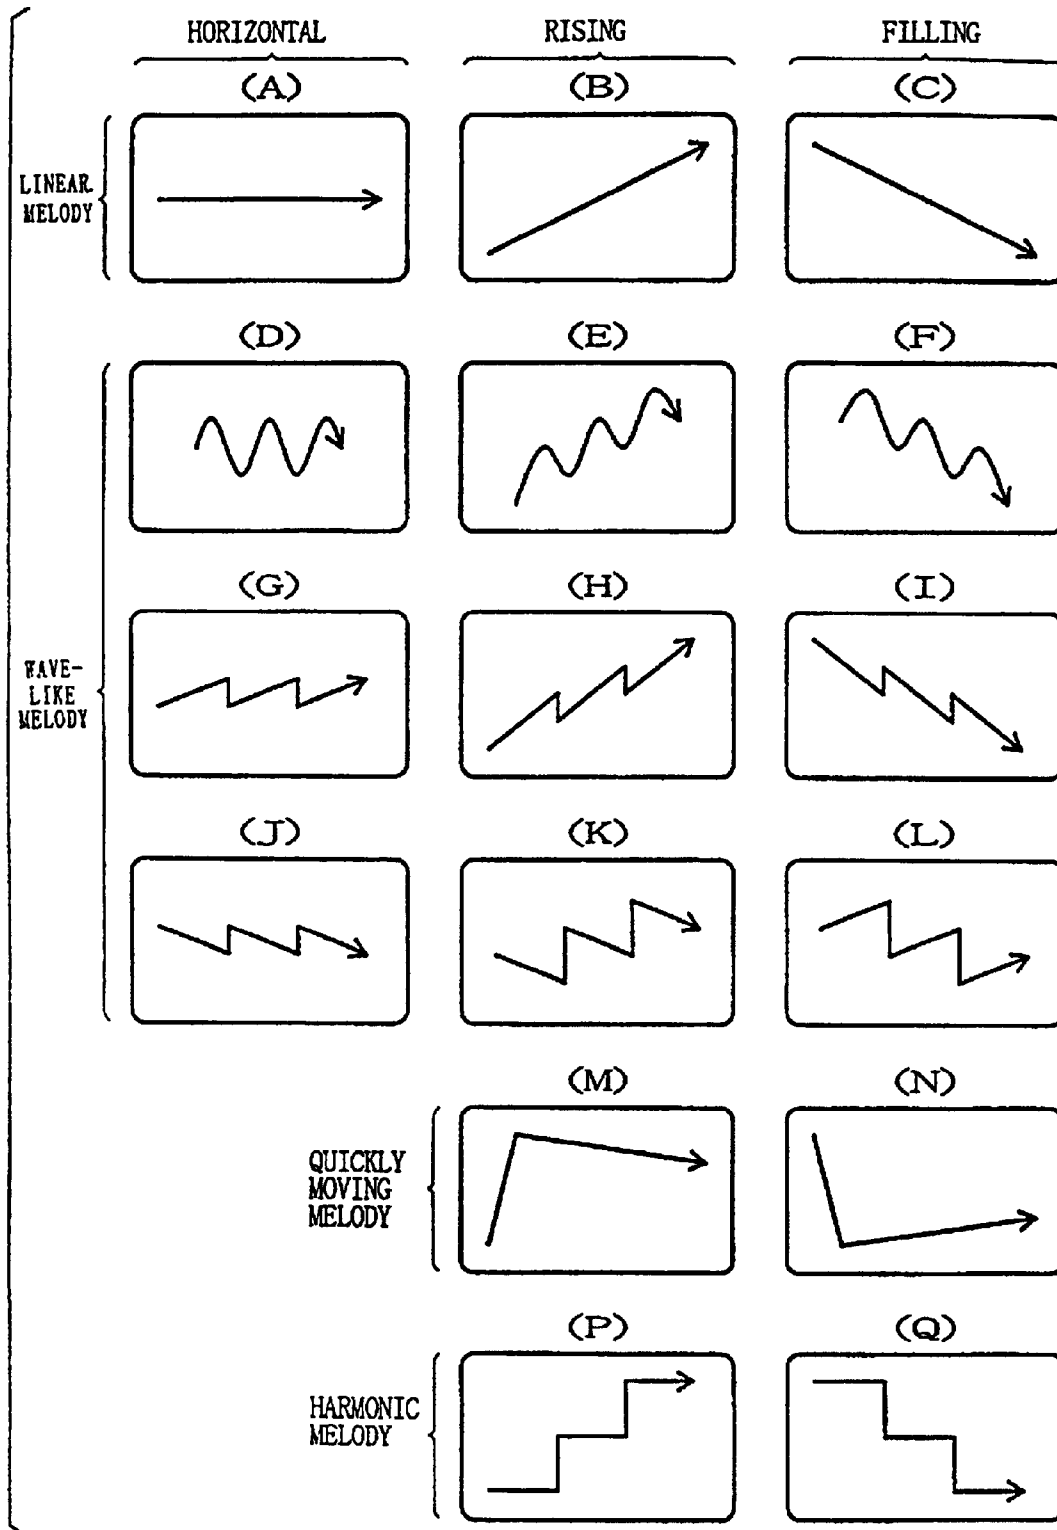 HORIZONTAL RISING FILLING
(A) (B) (C)
LINEAR
MELODY
(D) (E) (F)
(G) (H) (I)
WAVE-
LIKE
MELODY
(J) (K) (L)
(M) (N)
QUICKLY
MOVING
MELODY
(P) (Q)
HARMONIC
MELODY